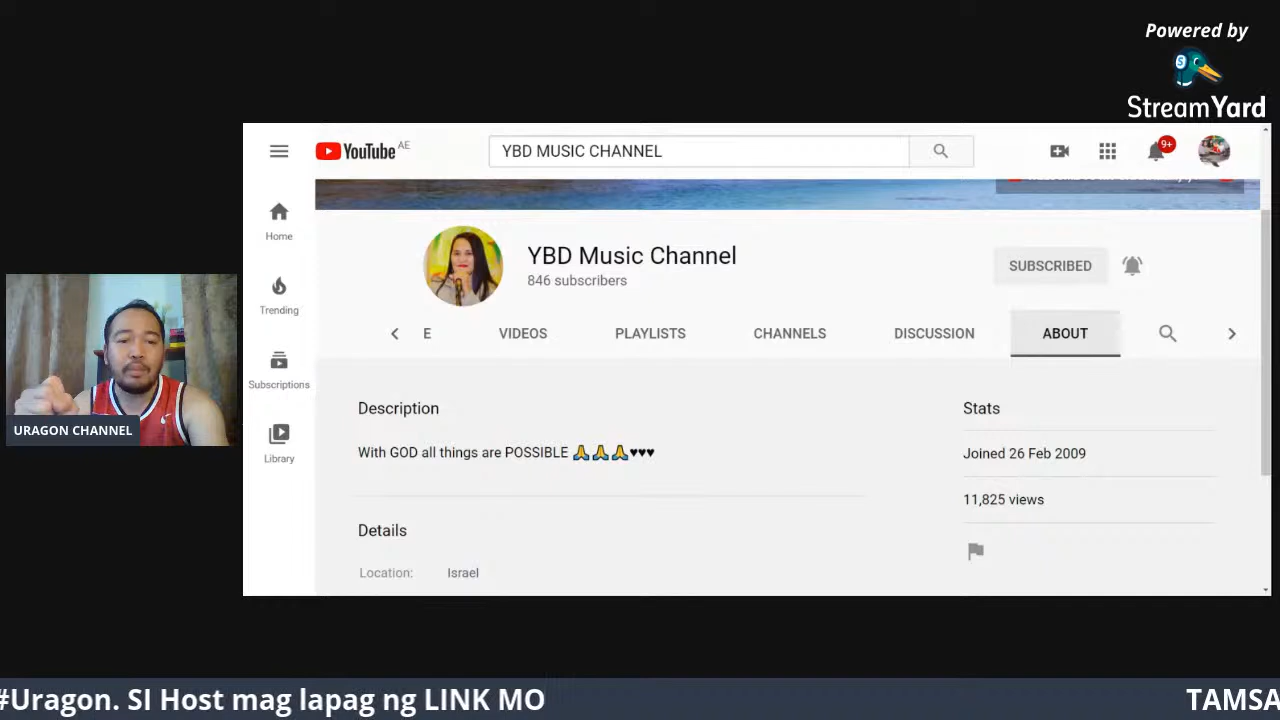 Powered by
StreamYard
YouTube AE
YBD MUSIC CHANNEL
9+
Home
Trending
Subscriptions
Library
YBD Music Channel
846 subscribers
SUBSCRIBED
E
VIDEOS
PLAYLISTS
CHANNELS
DISCUSSION
ABOUT
Description
With GOD all things are POSSIBLE 🙏🙏🙏♥♥♥
Stats
Joined 26 Feb 2009
11,825 views
Details
Location: Israel
URAGON CHANNEL
#Uragon. SI Host mag lapag ng LINK MO
TAMSA